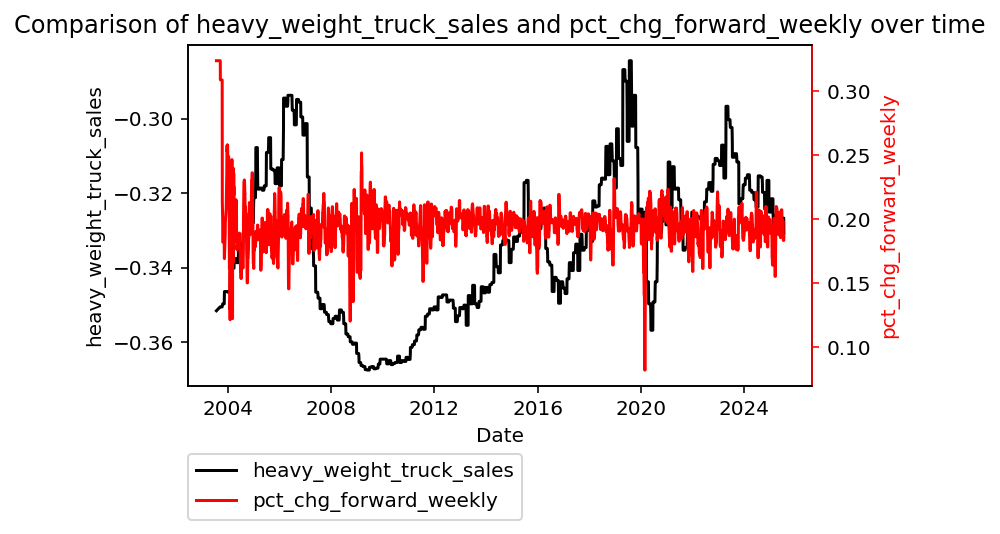 Comparison of heavy_weight_truck_sales and pct_chg_forward_weekly over time
heavy_weight_truck_sales
−0.30
−0.32
−0.34
−0.36
0.30
0.25
0.20
0.15
0.10
pct_chg_forward_weekly
2004 2008 2012 2016 2020 2024
Date
heavy_weight_truck_sales
pct_chg_forward_weekly